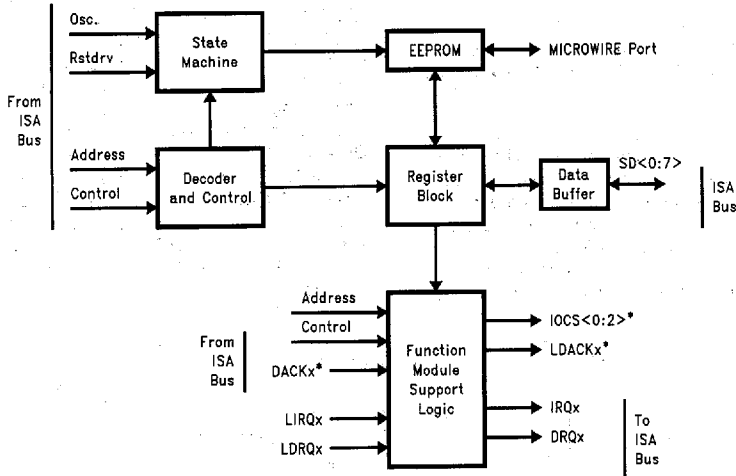 Osc.
Rstdrv
State
Machine
EEPROM
MICROWIRE Port
From
ISA
Bus
Address
Control
Decoder
and Control
Register
Block
Data
Buffer
SD<0:7>
ISA
Bus
Address
Control
DACKx*
LIRQx
LDRQx
From
ISA
Bus
Function
Module
Support
Logic
IOCS<0:2>*
LDACKx*
IRQx
DRQx
To
ISA
Bus